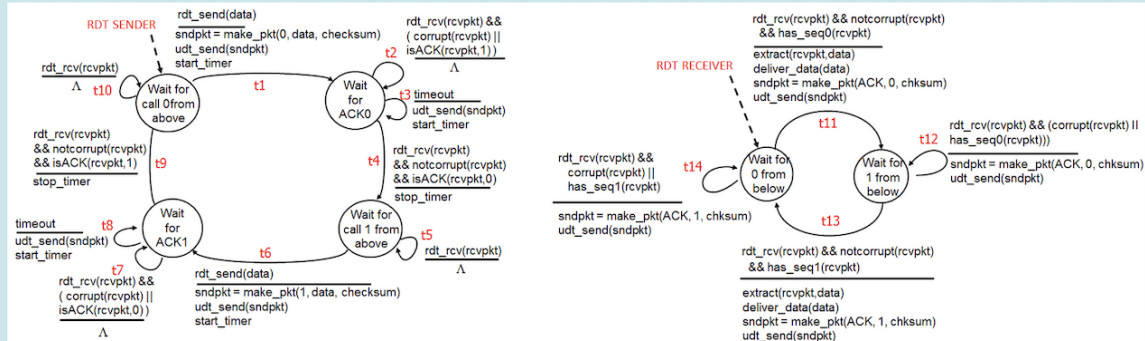 RDT SENDER
rdt_send(data)
sndpkt = make_pkt(0, data, checksum)
udt_send(sndpkt)
start_timer
t1
rdt_rcv(rcvpkt) &&
( corrupt(rcvpkt) ||
isACK(rcvpkt,1) )
Λ
t2
t3
timeout
udt_send(sndpkt)
start_timer
rdt_rcv(rcvpkt)
Λ
t10
Wait for
call 0from
above
Wait
for
ACK0
t9
rdt_rcv(rcvpkt)
&& notcorrupt(rcvpkt)
&& isACK(rcvpkt,1)
stop_timer
t4
rdt_rcv(rcvpkt)
&& notcorrupt(rcvpkt)
&& isACK(rcvpkt,0)
stop_timer
timeout
udt_send(sndpkt)
start_timer
t8
Wait
for
ACK1
Wait for
call 1 from
above
t5
rdt_rcv(rcvpkt)
Λ
t7
rdt_rcv(rcvpkt) &&
( corrupt(rcvpkt) ||
isACK(rcvpkt,0) )
Λ
t6
rdt_send(data)
sndpkt = make_pkt(1, data, checksum)
udt_send(sndpkt)
start_timer
RDT RECEIVER
rdt_rcv(rcvpkt) && notcorrupt(rcvpkt)
&& has_seq0(rcvpkt)
extract(rcvpkt,data)
deliver_data(data)
sndpkt = make_pkt(ACK, 0, chksum)
udt_send(sndpkt)
t11
t12
rdt_rcv(rcvpkt) && (corrupt(rcvpkt) ||
has_seq0(rcvpkt)))
sndpkt = make_pkt(ACK, 0, chksum)
udt_send(sndpkt)
Wait for
0 from
below
Wait for
1 from
below
t14
rdt_rcv(rcvpkt) &&
corrupt(rcvpkt) ||
has_seq1(rcvpkt)
sndpkt = make_pkt(ACK, 1, chksum)
udt_send(sndpkt)
t13
rdt_rcv(rcvpkt) && notcorrupt(rcvpkt)
&& has_seq1(rcvpkt)
extract(rcvpkt,data)
deliver_data(data)
sndpkt = make_pkt(ACK, 1, chksum)
udt_send(sndpkt)